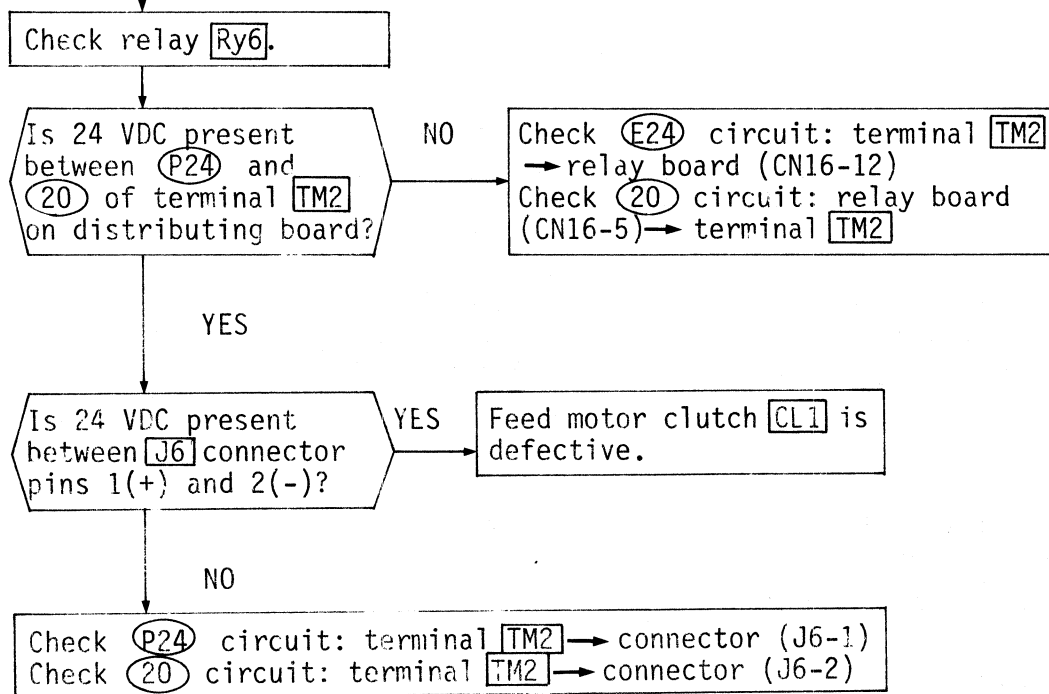 Check relay Ry6.
Is 24 VDC present
between P24 and
20 of terminal TM2
on distributing board?
NO
Check E24 circuit: terminal TM2
→ relay board (CN16-12)
Check 20 circuit: relay board
(CN16-5) → terminal TM2
YES
Is 24 VDC present
between J6 connector
pins 1(+) and 2(-)?
YES
Feed motor clutch CL1 is
defective.
NO
Check P24 circuit: terminal TM2 → connector (J6-1)
Check 20 circuit: terminal TM2 → connector (J6-2)